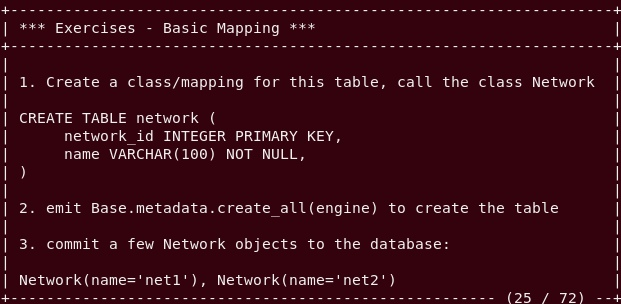 *** Exercises - Basic Mapping ***
1. Create a class/mapping for this table, call the class Network
CREATE TABLE network (
network_id INTEGER PRIMARY KEY,
name VARCHAR(100) NOT NULL,
)
2. emit Base.metadata.create_all(engine) to create the table
3. commit a few Network objects to the database:
Network(name='net1'), Network(name='net2')
(25 / 72)